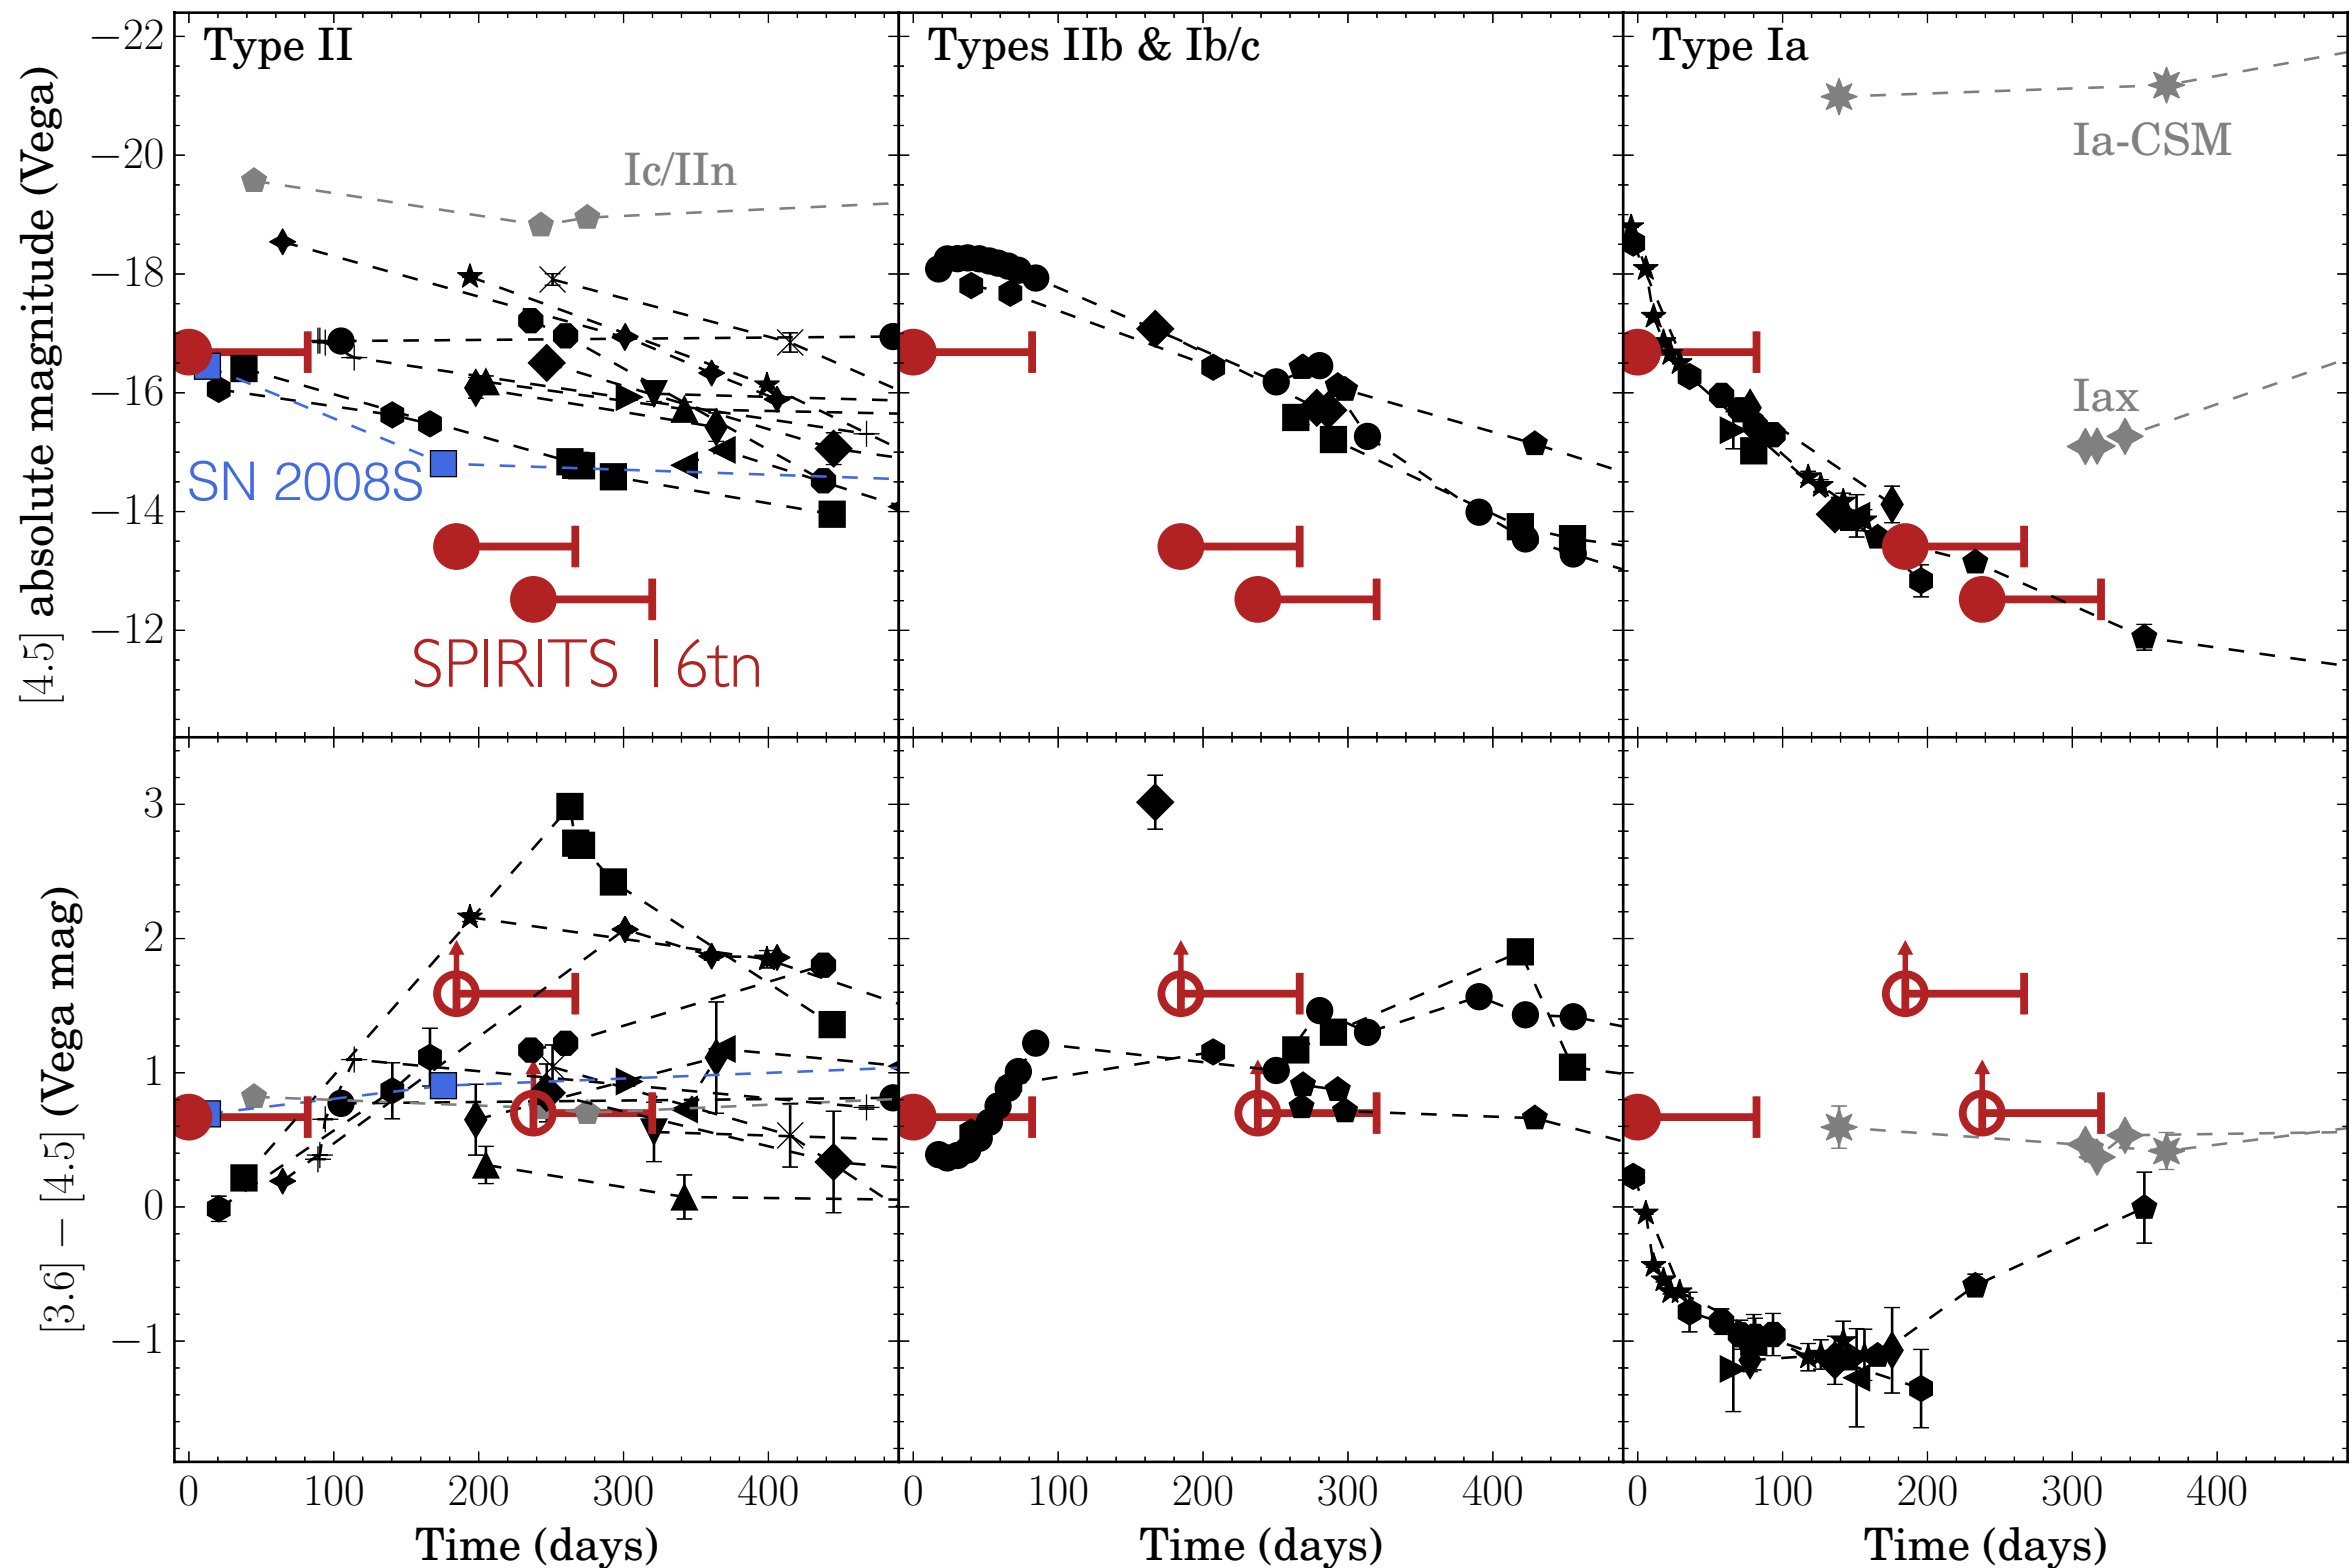 Type II
Types IIb & Ib/c
Type Ia
[4.5] absolute magnitude (Vega)
−22
−20
−18
−16
−14
−12
Ic/IIn
Ia-CSM
Iax
SN 2008S
SPIRITS 16tn
[3.6] − [4.5] (Vega mag)
3
2
1
0
−1
0 100 200 300 400
0 100 200 300 400
0 100 200 300 400
Time (days)
Time (days)
Time (days)